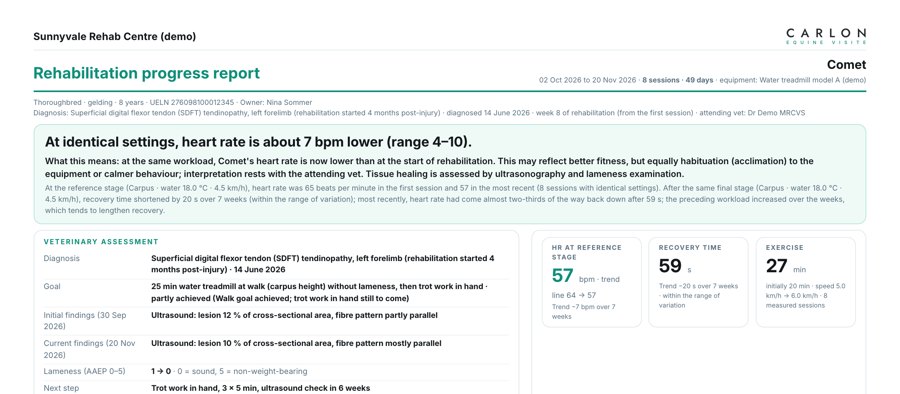 Sunnyvale Rehab Centre (demo)
CARLON
EQUINE VISITS
Rehabilitation progress report
Comet
02 Oct 2026 to 20 Nov 2026 · 8 sessions · 49 days · equipment: Water treadmill model A (demo)
Thoroughbred · gelding · 8 years · UELN 276098100012345 · Owner: Nina Sommer
Diagnosis: Superficial digital flexor tendon (SDFT) tendinopathy, left forelimb (rehabilitation started 4 months post-injury) · diagnosed 14 June 2026 · week 8 of rehabilitation (from the first session) · attending vet: Dr Demo MRCVS
At identical settings, heart rate is about 7 bpm lower (range 4–10).
What this means: at the same workload, Comet's heart rate is now lower than at the start of rehabilitation. This may reflect better fitness, but equally habituation (acclimation) to the
equipment or calmer behaviour; interpretation rests with the attending vet. Tissue healing is assessed by ultrasonography and lameness examination.
At the reference stage (Carpus · water 18.0 °C · 4.5 km/h), heart rate was 65 beats per minute in the first session and 57 in the most recent (8 sessions with identical settings). After the same final stage (Carpus · water 18.0 °C ·
4.5 km/h), recovery time shortened by 20 s over 7 weeks (within the range of variation); most recently, heart rate had come almost two-thirds of the way back down after 59 s; the preceding workload increased over the weeks,
which tends to lengthen recovery.
VETERINARY ASSESSMENT
Diagnosis
Superficial digital flexor tendon (SDFT) tendinopathy, left forelimb (rehabilitation started 4
months post-injury) · 14 June 2026
Goal
25 min water treadmill at walk (carpus height) without lameness, then trot work in hand ·
partly achieved (Walk goal achieved; trot work in hand still to come)
Initial findings (30 Sep
2026)
Ultrasound: lesion 12 % of cross-sectional area, fibre pattern partly parallel
Current findings (20 Nov
2026)
Ultrasound: lesion 10 % of cross-sectional area, fibre pattern mostly parallel
Lameness (AAEP 0–5)
1 → 0 · 0 = sound, 5 = non-weight-bearing
Next step
Trot work in hand, 3 × 5 min, ultrasound check in 6 weeks
HR AT REFERENCE
STAGE
57 bpm · trend
line 64 → 57
Trend −7 bpm over 7
weeks
RECOVERY TIME
59 s
Trend −20 s over 7 weeks
· within the range of
variation
EXERCISE
27 min
initially 20 min · speed 5.0
km/h → 6.0 km/h · 8
measured sessions